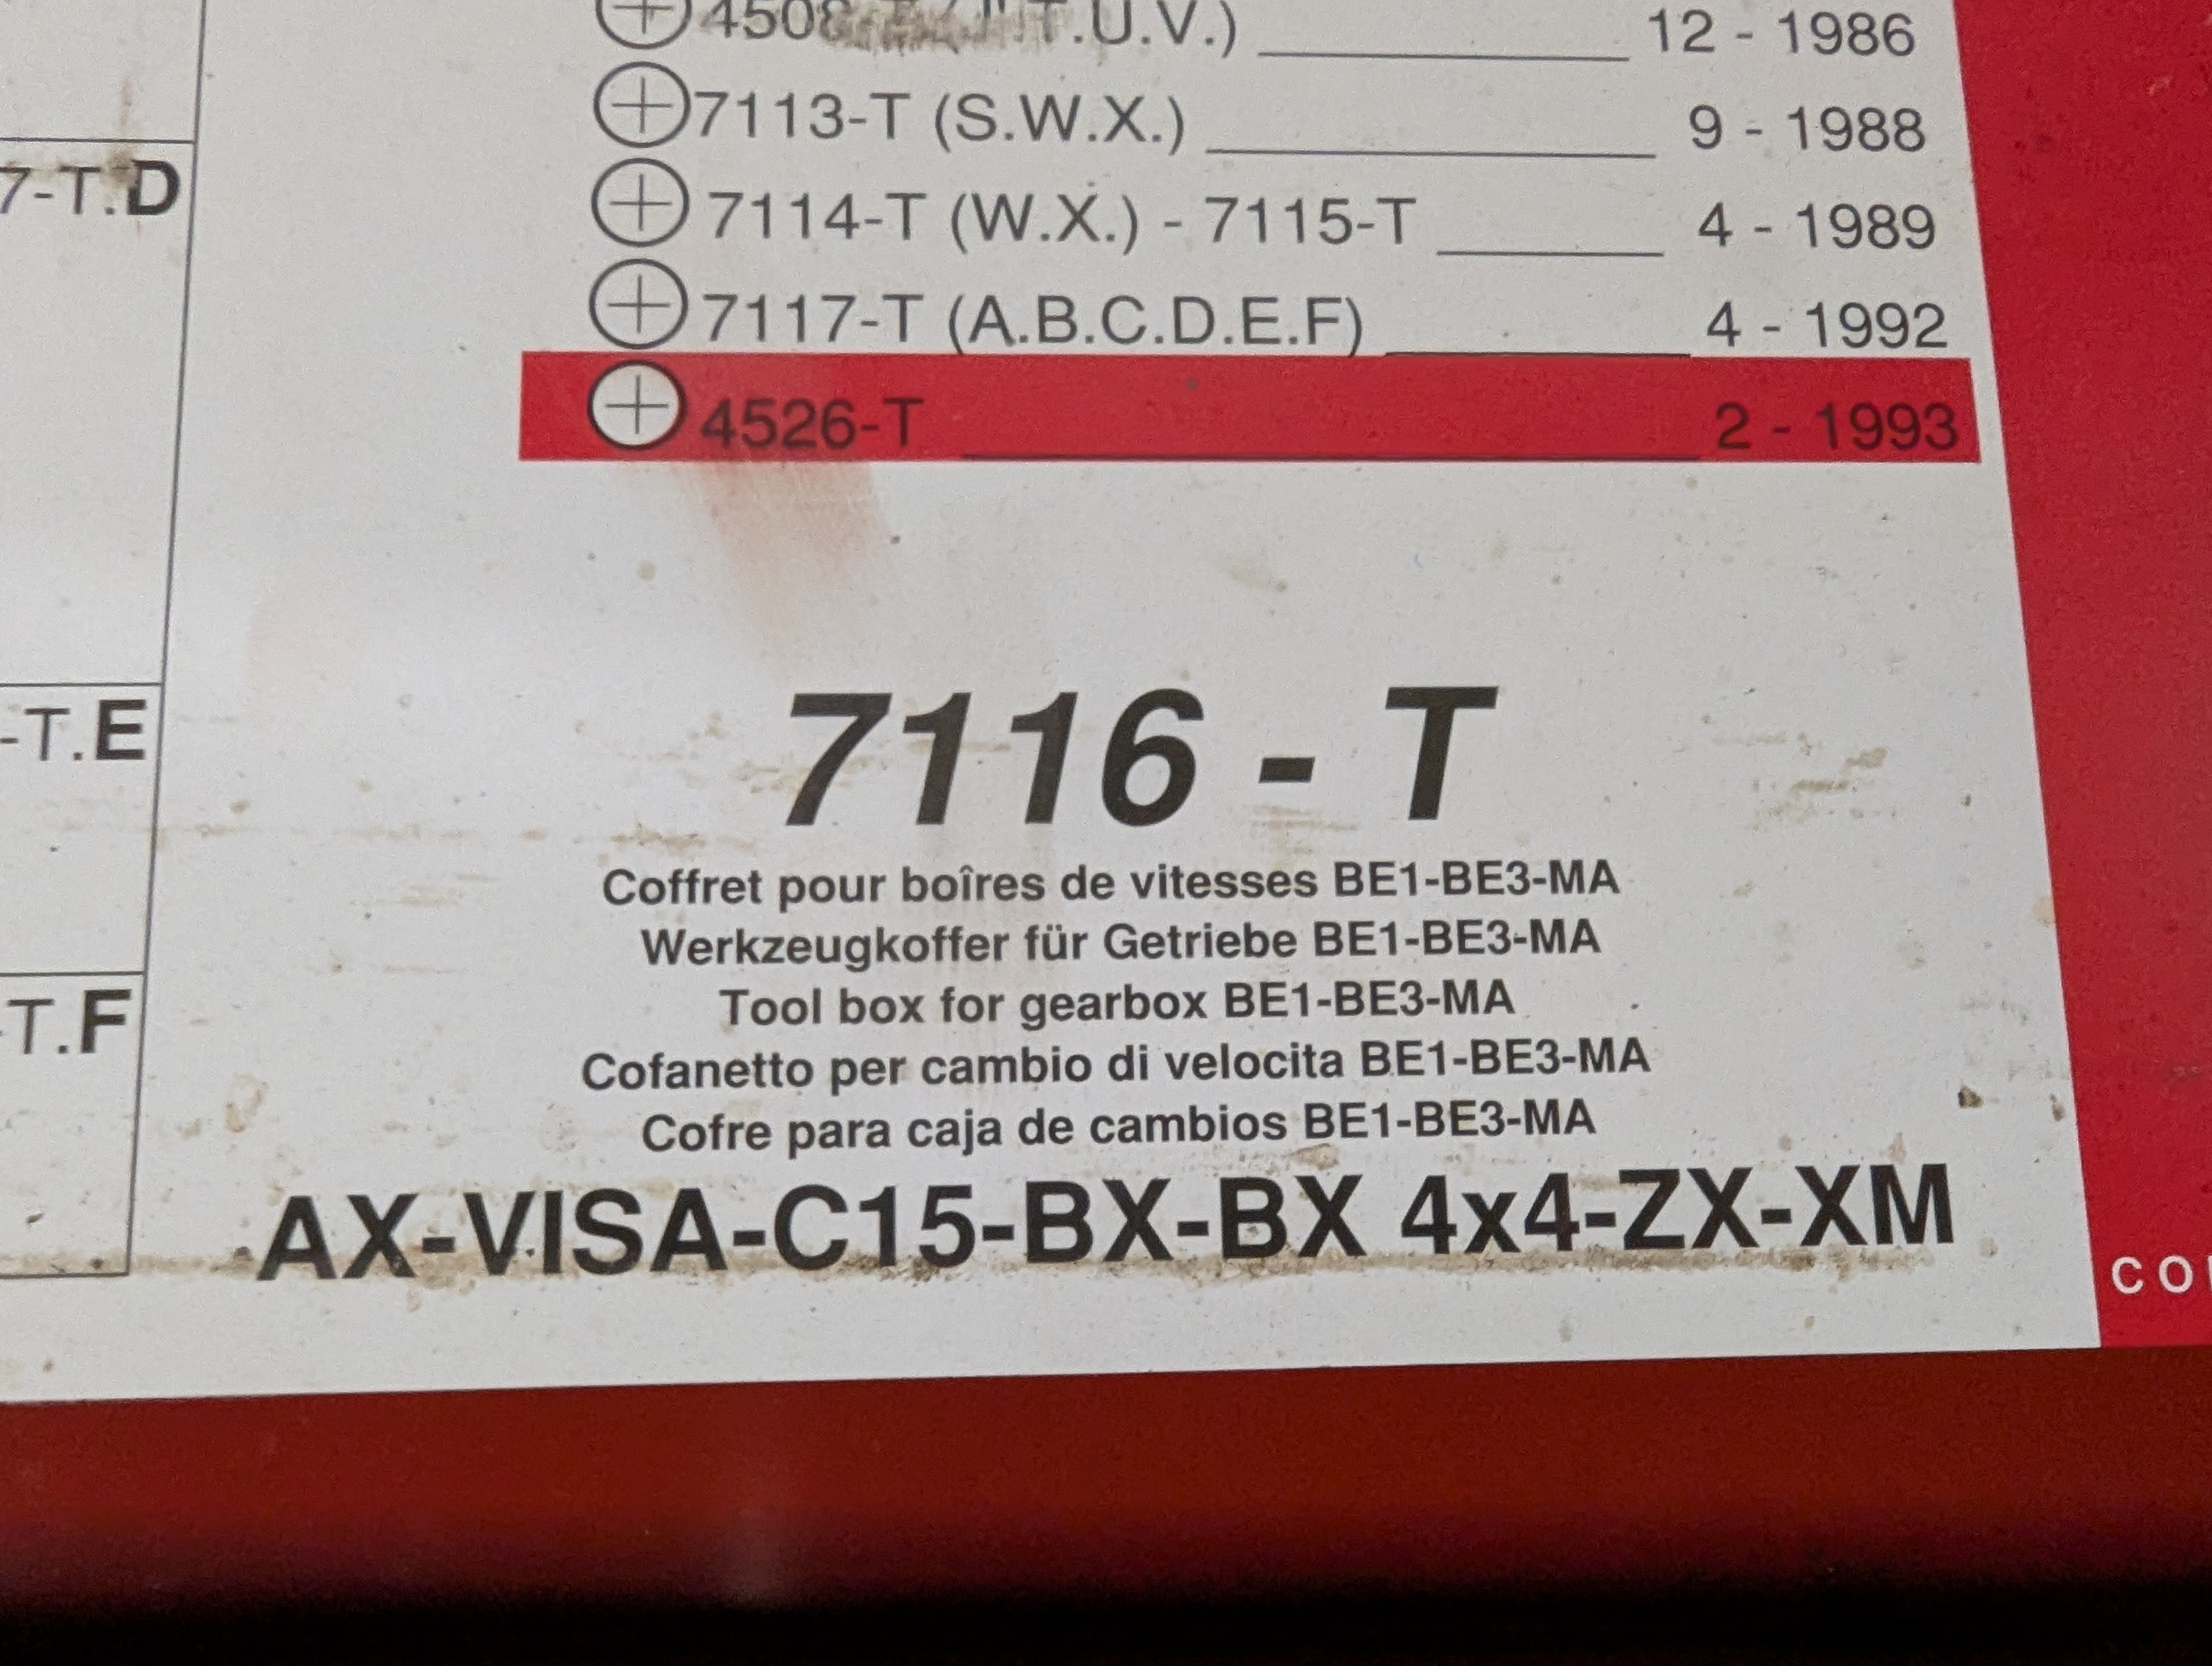 T.U.V.) 12 - 1986
7113-T (S.W.X.) 9 - 1988
7114-T (W.X.) - 7115-T 4 - 1989
7117-T (A.B.C.D.E.F) 4 - 1992
4526-T 2 - 1993
7-T.D
-T.E
T.F
7116 - T
Coffret pour boîres de vitesses BE1-BE3-MA
Werkzeugkoffer für Getriebe BE1-BE3-MA
Tool box for gearbox BE1-BE3-MA
Cofanetto per cambio di velocita BE1-BE3-MA
Cofre para caja de cambios BE1-BE3-MA
AX-VISA-C15-BX-BX 4x4-ZX-XM